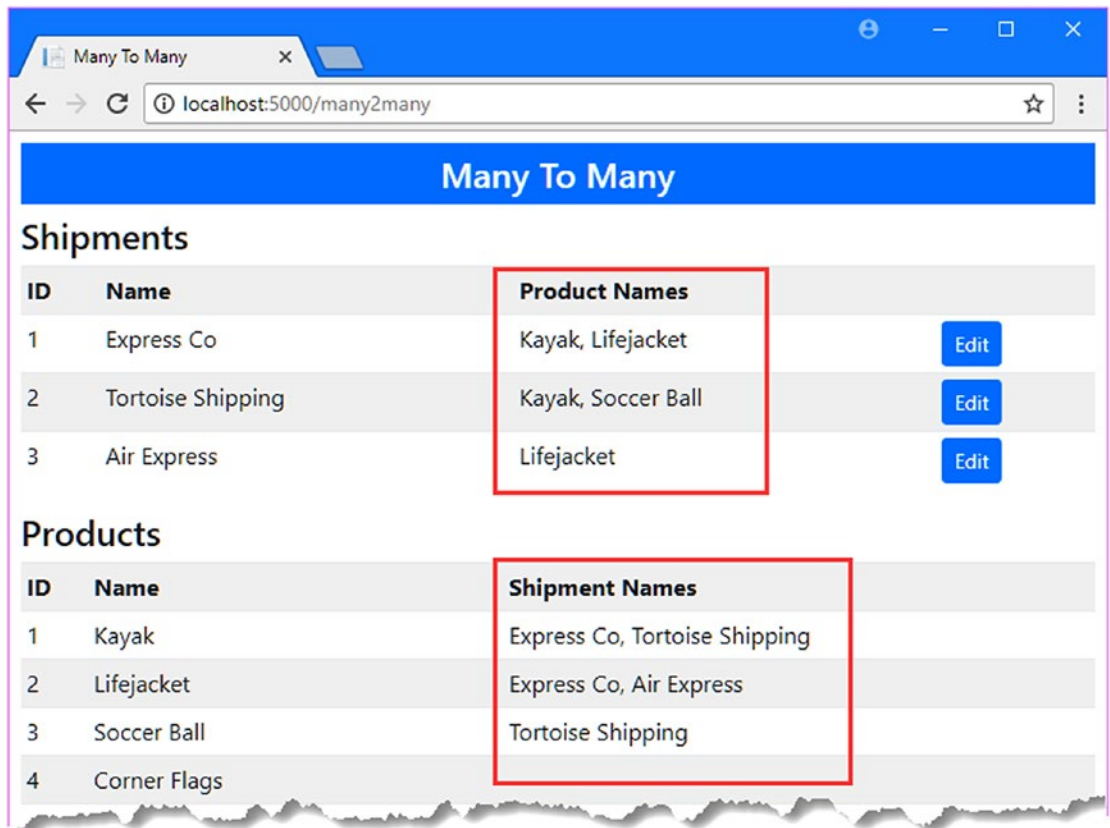 Many To Many
localhost:5000/many2many
Many To Many
Shipments
ID Name Product Names
1 Express Co Kayak, Lifejacket Edit
2 Tortoise Shipping Kayak, Soccer Ball Edit
3 Air Express Lifejacket Edit
Products
ID Name Shipment Names
1 Kayak Express Co, Tortoise Shipping
2 Lifejacket Express Co, Air Express
3 Soccer Ball Tortoise Shipping
4 Corner Flags